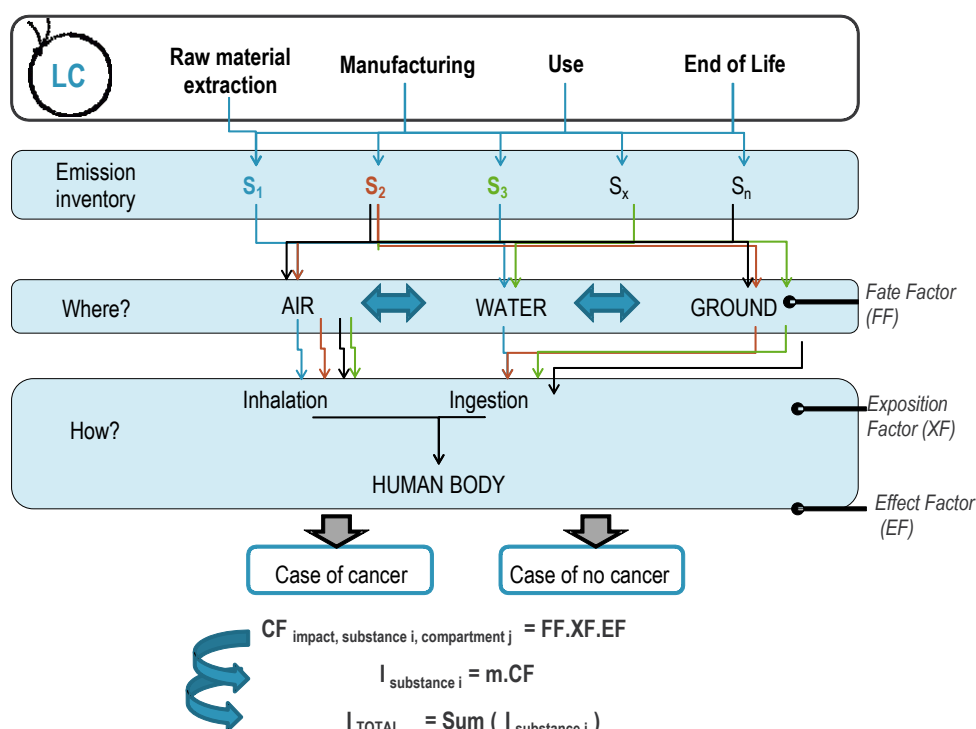 LC
Raw material
extraction
Manufacturing
Use
End of Life
Emission
inventory
S1
S2
S3
Sx
Sn
Where?
AIR
WATER
GROUND
Fate Factor
(FF)
How?
Inhalation
Ingestion
HUMAN BODY
Exposition
Factor (XF)
Effect Factor
(EF)
Case of cancer
Case of no cancer
CF impact, substance i, compartment j = FF.XF.EF
I substance i = m.CF
I TOTAL = Sum ( I substance i )